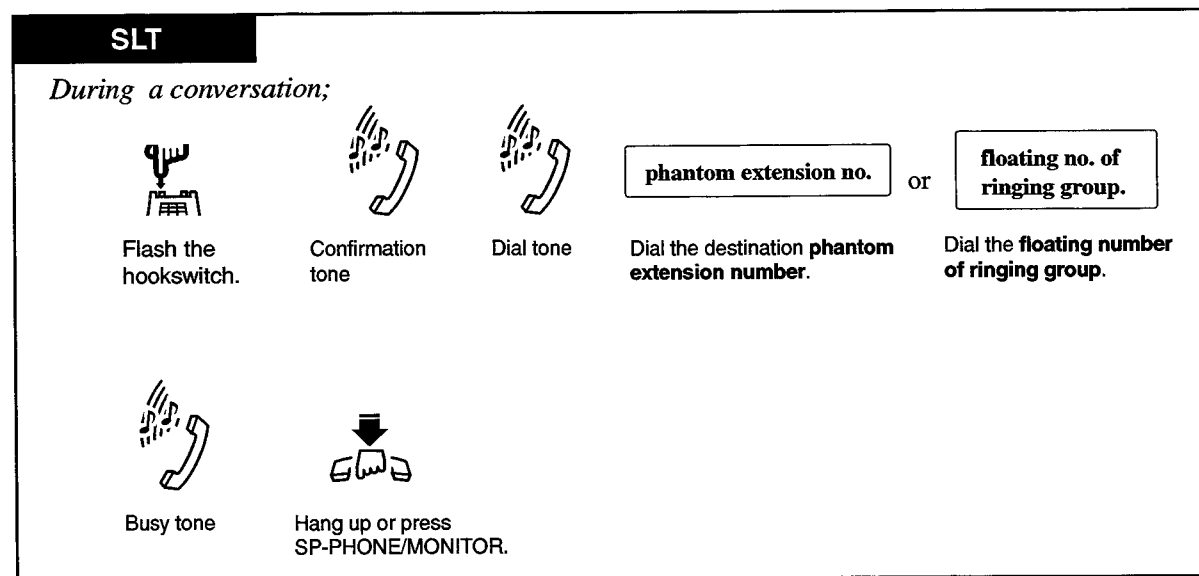 SLT
During a conversation;
phantom extension no.
or
floating no. of
ringing group.
Flash the
hookswitch.
Confirmation
tone
Dial tone
Dial the destination phantom
extension number.
Dial the floating number
of ringing group.
Busy tone
Hang up or press
SP-PHONE/MONITOR.